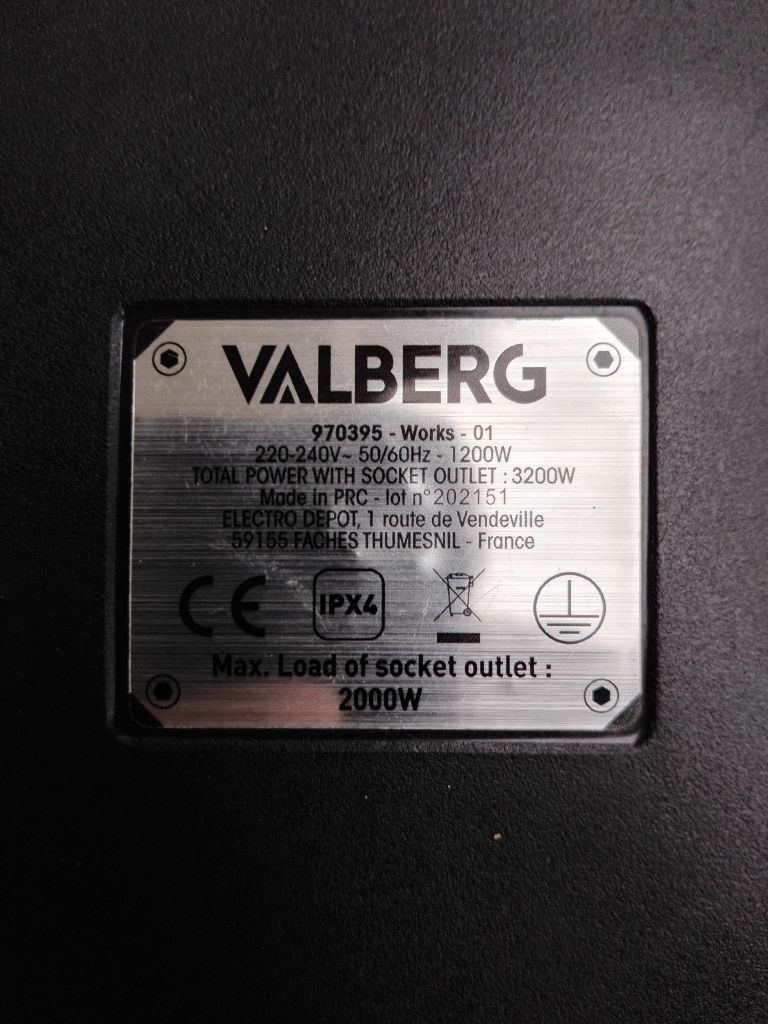 VALBERG
970395 - Works - 01
220-240V~ 50/60Hz - 1200W
TOTAL POWER WITH SOCKET OUTLET : 3200W
Made in PRC - lot n°202151
ELECTRO DEPOT, 1 route de Vendeville
59155 FACHES THUMESNIL - France
CE IPX4
Max. Load of socket outlet :
2000W